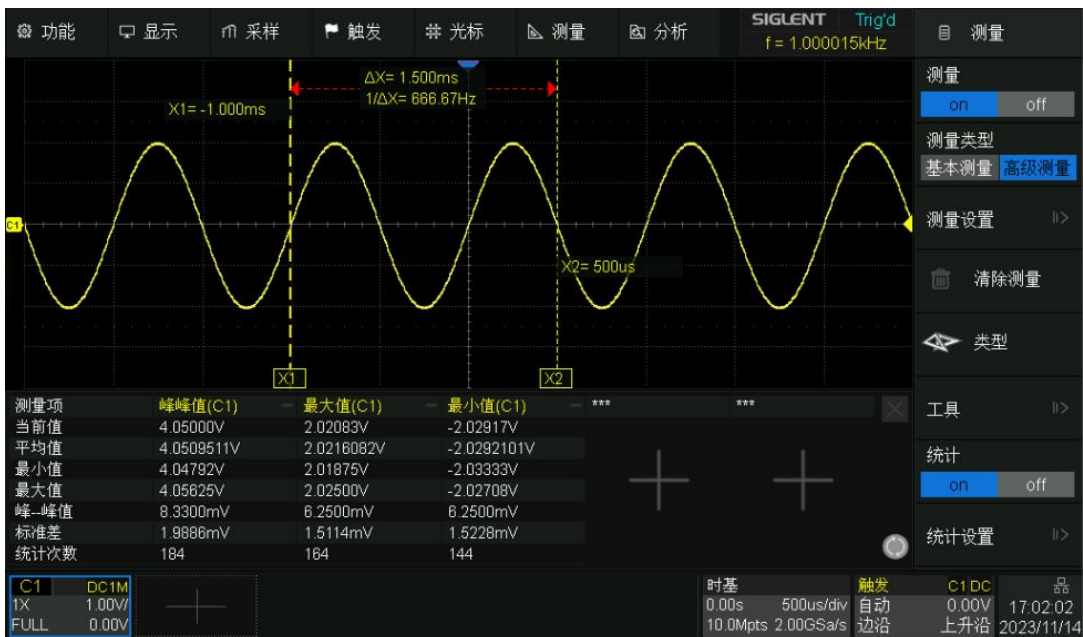 功能 显示 采样 触发 光标 测量 分析 SIGLENT Trig'd 测量
f = 1.000015kHz
ΔX= 1.500ms
1/ΔX= 666.67Hz
X1= -1.000ms
C1
X2= 500us
X1 X2
测量
on off
测量类型
基本测量 高级测量
测量设置
清除测量
类型
工具
统计
on off
统计设置
测量项 峰峰值(C1) 最大值(C1) 最小值(C1) *** ***
当前值 4.05000V 2.02083V -2.02917V
平均值 4.0509511V 2.0216082V -2.0292101V
最小值 4.04792V 2.01875V -2.03333V
最大值 4.05625V 2.02500V -2.02708V
峰--峰值 8.3300mV 6.2500mV 6.2500mV
标准差 1.9886mV 1.5114mV 1.5228mV
统计次数 184 164 144
C1 DC1M 时基 触发 C1 DC
1X 1.00V/ 0.00s 500us/div 自动 0.00V 17:02:02
FULL 0.00V 10.0Mpts 2.00GSa/s 边沿 上升沿 2023/11/14